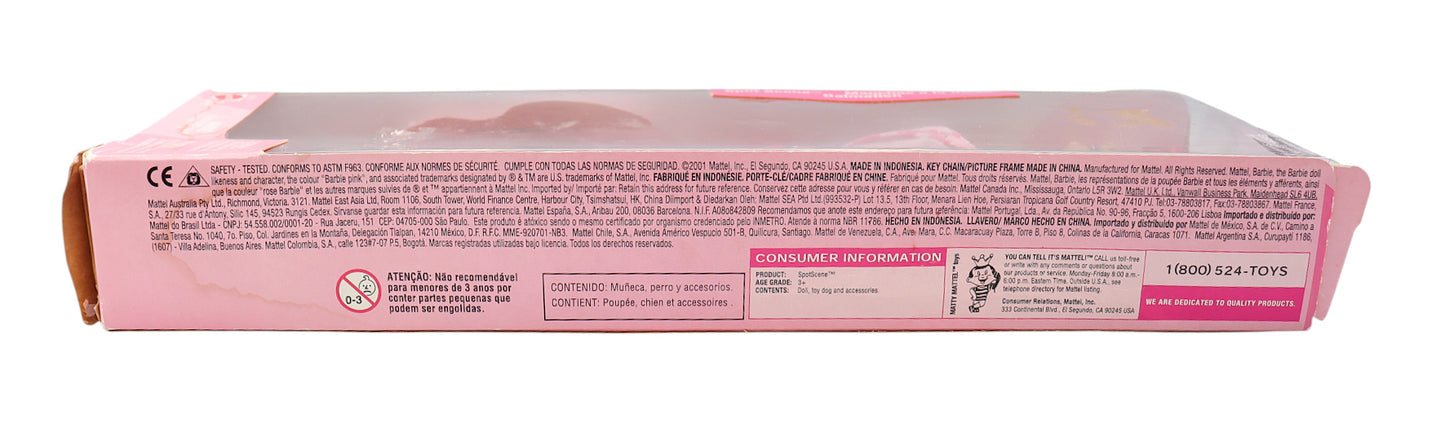 CE SAFETY - TESTED. CONFORMS TO ASTM F963. CONFORME AUX NORMES DE SÉCURITÉ. CUMPLE CON TODAS LAS NORMAS DE SEGURIDAD. ©2001 Mattel, Inc., El Segundo, CA 90245 U.S.A. MADE IN INDONESIA. KEY CHAIN/PICTURE FRAME MADE IN CHINA. Manufactured for Mattel. All Rights Reserved. Mattel, Barbie, the Barbie doll
likeness and character, the colour "Barbie pink", and associated trademarks designated by ® & TM are U.S. trademarks of Mattel, Inc. FABRIQUÉ EN INDONÉSIE. PORTE-CLÉ/CADRE FABRIQUÉ EN CHINE. Fabriqué pour Mattel. Tous droits réservés. Mattel, Barbie, les représentations de la poupée Barbie et tous les éléments y afférents, ainsi
que la couleur "rose Barbie" et les autres marques suivies de ® et ™ appartiennent à Mattel Inc. Imported by/ Importé par: Retain this address for future reference. Conservez cette adresse pour vous y référer en cas de besoin. Mattel Canada Inc., Mississauga, Ontario L5R 3W2. Mattel U.K. Ltd., Vanwall Business Park, Maidenhead SL6 4UB.
Mattel Australia Pty Ltd., Richmond, Victoria. 3121. Mattel East Asia Ltd, Room 1106, South Tower, World Finance Centre, Harbour City, Tsimshatsui, HK, China Diimport & Diedarkan Oleh: Mattel SEA Ptd Ltd.(993532-P) Lot 13.5, 13th Floor, Menara Lien Hoe, Persiaran Tropicana Golf Country Resort, 47410 PJ. Tel:03-78803817, Fax:03-78803867. Mattel France,
S.A., 27/33 rue d'Antony, Silic 145, 94523 Rungis Cedex. Sirvanse guardar esta información para futura referencia. Mattel España, S.A., Aribau 200, 08036 Barcelona. N.I.F. A08o842809 Recomendamos que anote este endereço para futura geferência: Mattel Portugal, Lda., Av. da República No. 90-96, Fracção 5, 1600-206 Lisboa Importado e distribuido por:
Mattel do Brasil Ltda - CNPJ: 54.558.002/0001-20 - Rua Jaceru, 151 CEP: 04705-000 São Paulo. Este produto é atóxico sendo o mesmo certificado por organismo credenciado pelo INMETRO. Atende à norma NBR 11786. HECHO EN INDONESIA. LLAVERO/ MARCO HECHO EN CHINA. Importado y distribuido por Mattel de México, S.A. de C.V., Camino a
Santa Teresa No. 1040, 7o. Piso, Col. Jardines en la Montaña, Delegación Tlalpan, 14210 México, D.F. R.F.C. MME-920701-NB3. Mattel Chile, S.A., Avenida Américo Vespucio 501-B, Quilicura, Santiago. Mattel de Venezuela, C.A., Ave. Mara, C.C. Macaracuay Plaza, Torre B, Piso 8, Colinas de la California, Caracas 1071. Mattel Argentina S.A., Curupayti 1186,
(1607) - Villa Adelina, Buenos Aires. Mattel Colombia, S.A., calle 123#7-07 P.5, Bogotá. Marcas registradas utilizadas bajo licencia. Todos los derechos reservados.
0-3
ATENÇÃO: Não recomendável
para menores de 3 anos por
conter partes pequenas que
podem ser engolidas.
CONTENIDO: Muñeca, perro y accesorios.
CONTIENT: Poupée, chien et accessoires .
CONSUMER INFORMATION
PRODUCT: SpotScene™
AGE GRADE: 3+
CONTENTS: Doll, toy dog and accessories.
MATTY MATTEL™ toys
YOU CAN TELL IT'S MATTEL!™ CALL us toll-free
or write with any comments or questions about
our products or service. Monday-Friday 8:00 a.m.-
6:00 p.m. Eastern Time. Outside U.S.A., see
telephone directory for Mattel listing.
Consumer Relations, Mattel, Inc.
333 Continental Blvd., El Segundo, CA 90245 USA
1(800) 524-TOYS
WE ARE DEDICATED TO QUALITY PRODUCTS.